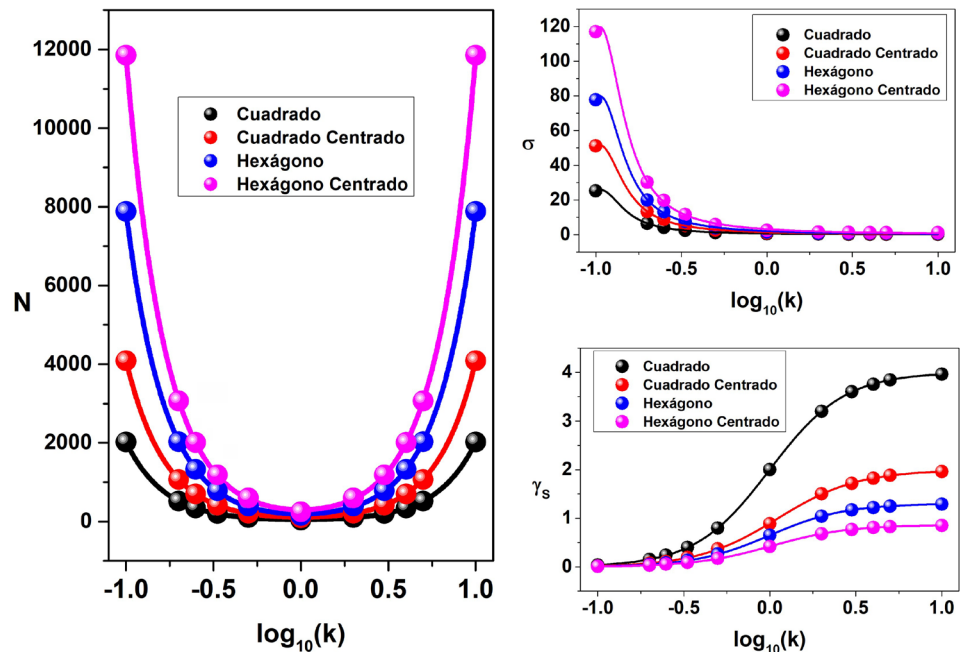 12000
10000
8000
6000
4000
2000
0
N
Cuadrado
Cuadrado Centrado
Hexágono
Hexágono Centrado
-1.0 -0.5 0.0 0.5 1.0
log₁₀(k)
120
100
80
60
40
20
0
σ
Cuadrado
Cuadrado Centrado
Hexágono
Hexágono Centrado
-1.0 -0.5 0.0 0.5 1.0
log₁₀(k)
4
3
2
1
0
γₛ
Cuadrado
Cuadrado Centrado
Hexágono
Hexágono Centrado
-1.0 -0.5 0.0 0.5 1.0
log₁₀(k)